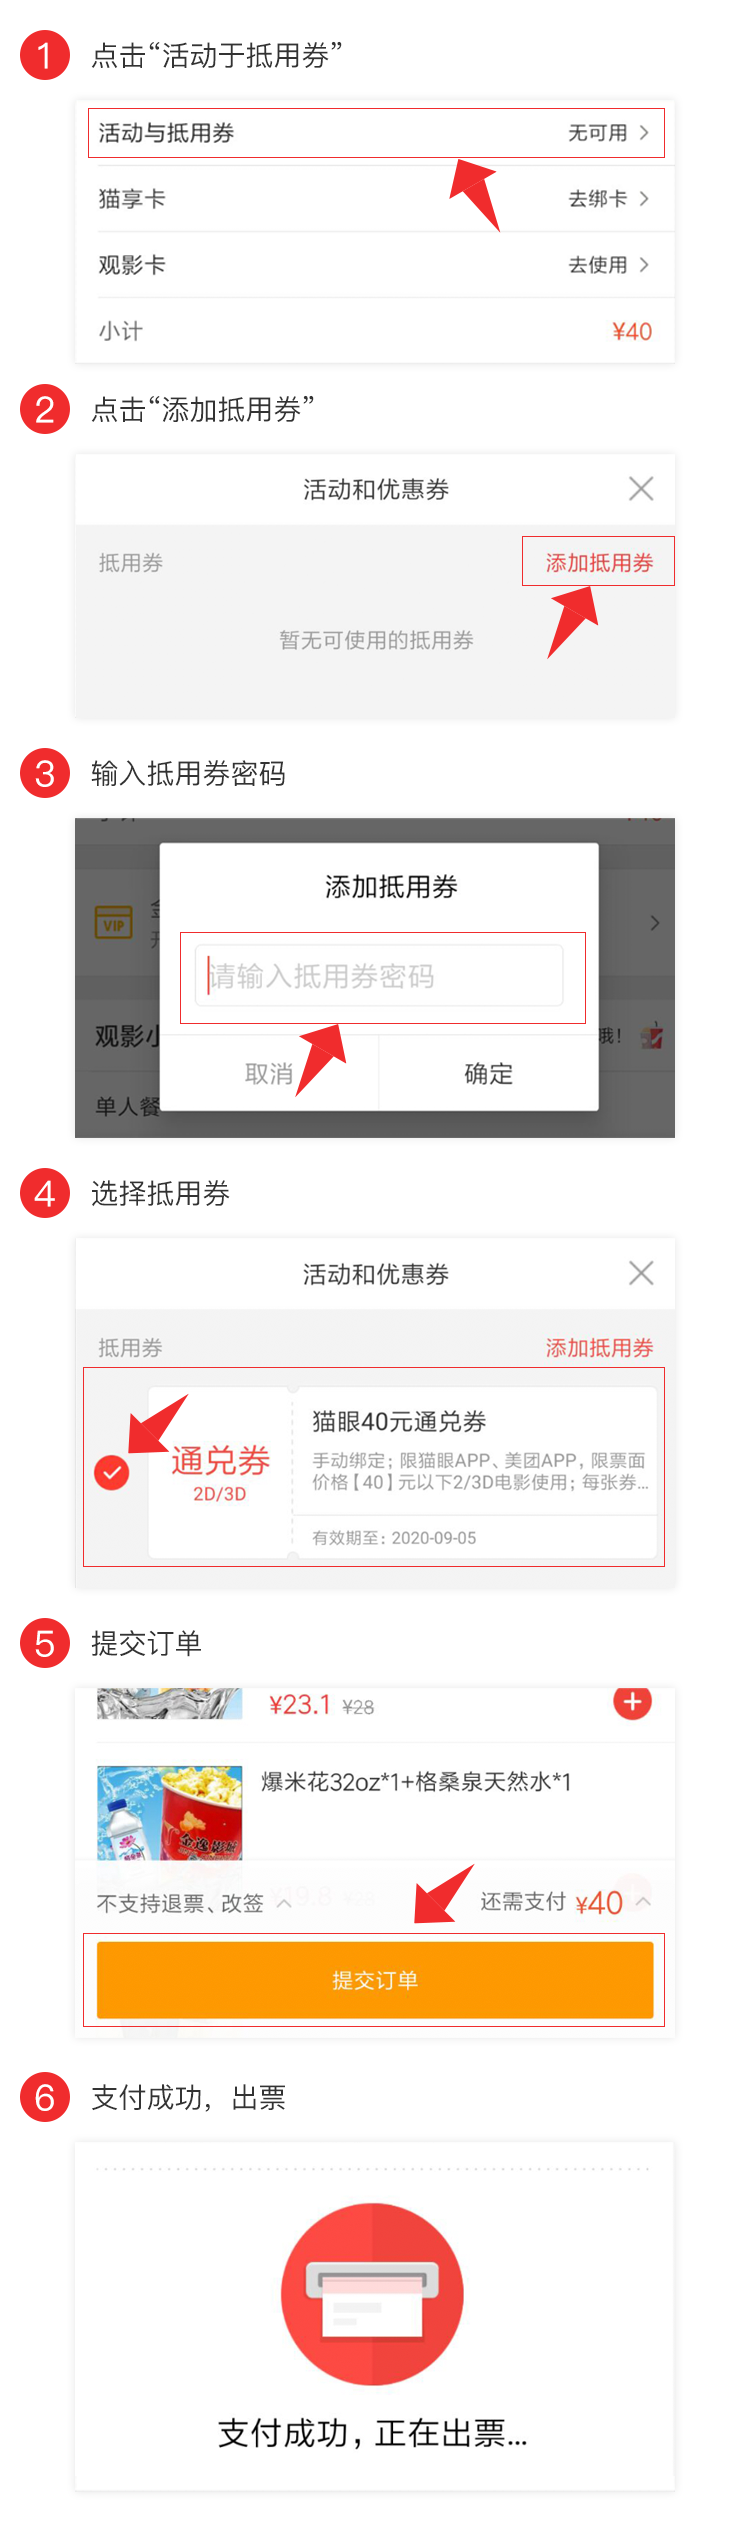 1 点击“活动于抵用券”
活动与抵用券 无可用
猫享卡 去绑卡
观影卡 去使用
小计 ¥40
2 点击“添加抵用券”
活动和优惠券
抵用券 添加抵用券
暂无可使用的抵用券
3 输入抵用券密码
添加抵用券
VIP
请输入抵用券密码
观影小 哦！
取消 确定
单人餐
4 选择抵用券
活动和优惠券
抵用券 添加抵用券
猫眼40元通兑券
通兑券
手动绑定；限猫眼APP、美团APP，限票面
价格【40】元以下2/3D电影使用；每张券...
2D/3D
有效期至：2020-09-05
5 提交订单
¥23.1 ¥28
爆米花32oz*1+格桑泉天然水*1
金逸影城
不支持退票、改签 还需支付 ¥40
提交订单
6 支付成功，出票
支付成功，正在出票...